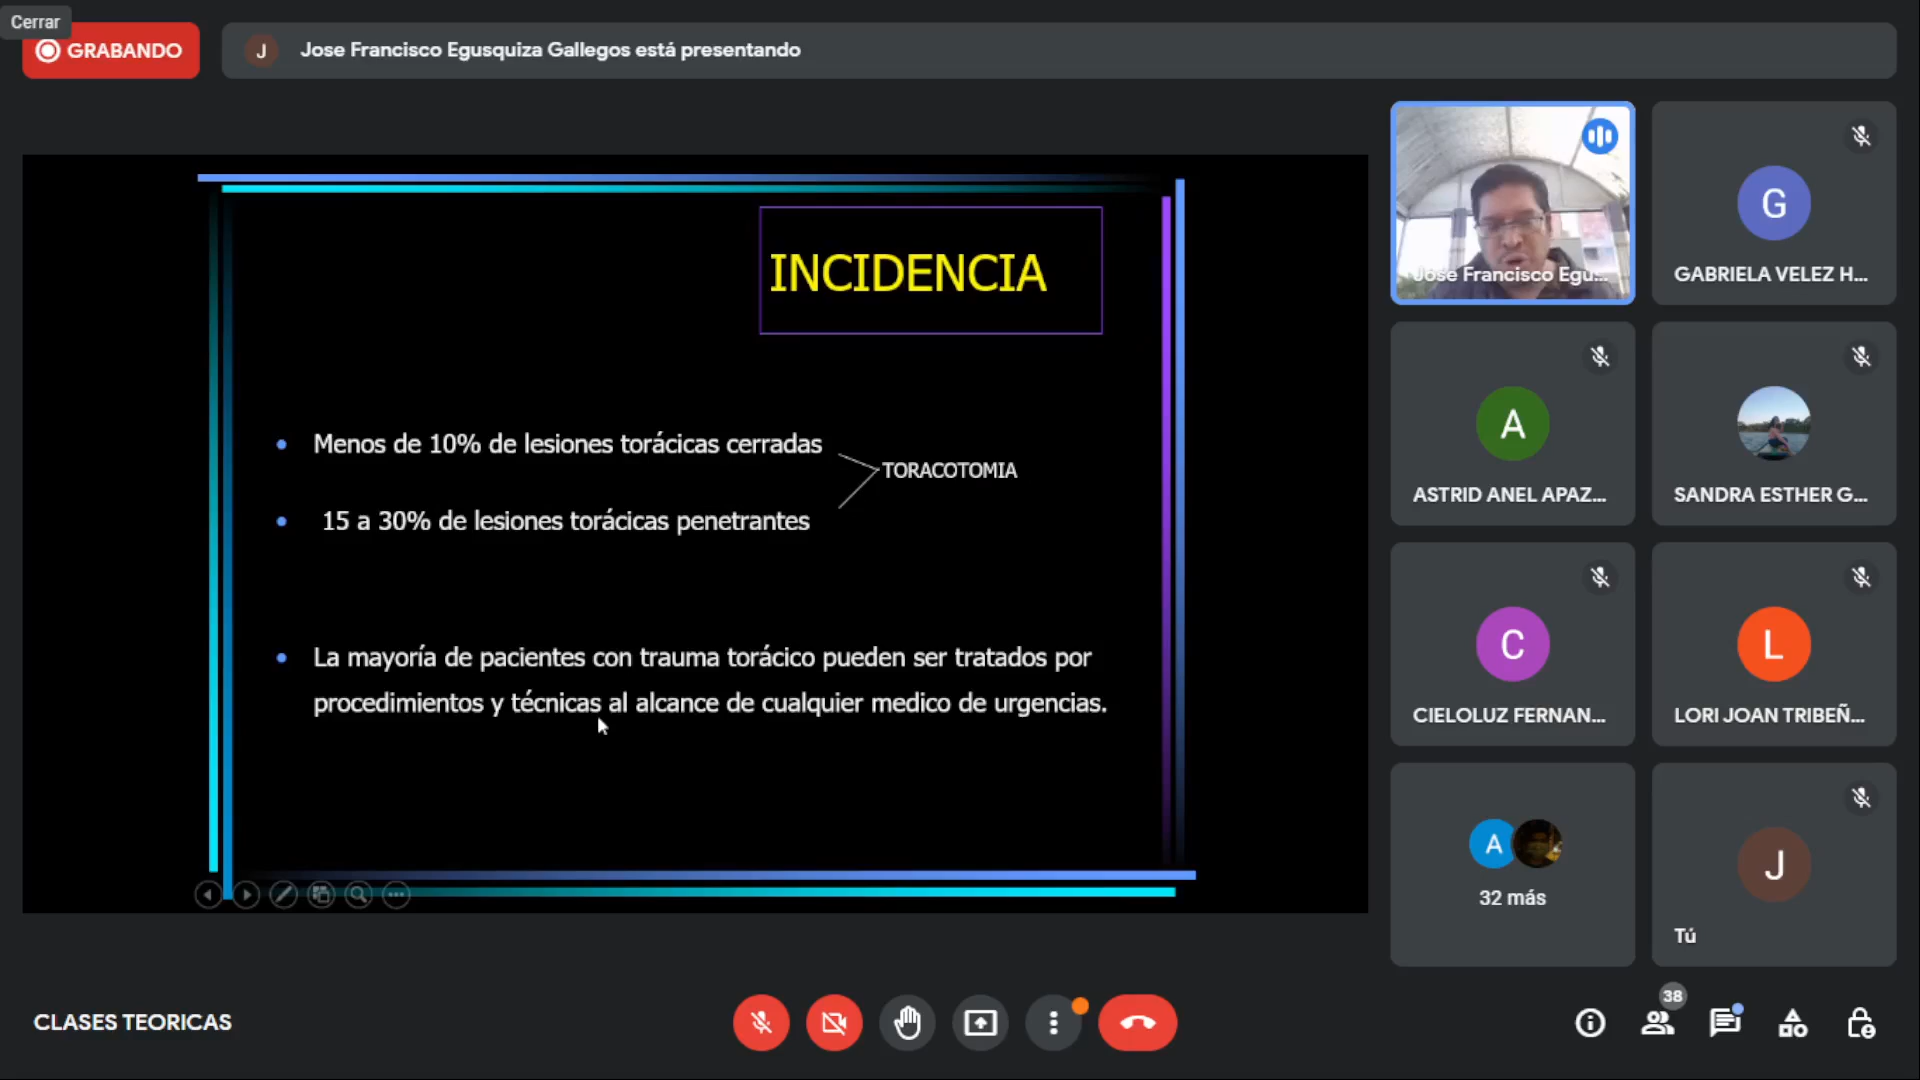 Cerrar
GRABANDO
J
Jose Francisco Egusquiza Gallegos está presentando
INCIDENCIA
• Menos de 10% de lesiones torácicas cerradas
TORACOTOMIA
• 15 a 30% de lesiones torácicas penetrantes
• La mayoría de pacientes con trauma torácico pueden ser tratados por
procedimientos y técnicas al alcance de cualquier medico de urgencias.
Jose Francisco Egu...
G
GABRIELA VELEZ H...
A
ASTRID ANEL APAZ...
SANDRA ESTHER G...
C
CIELOLUZ FERNAN...
L
LORI JOAN TRIBEÑ...
A
32 más
J
Tú
CLASES TEORICAS
38